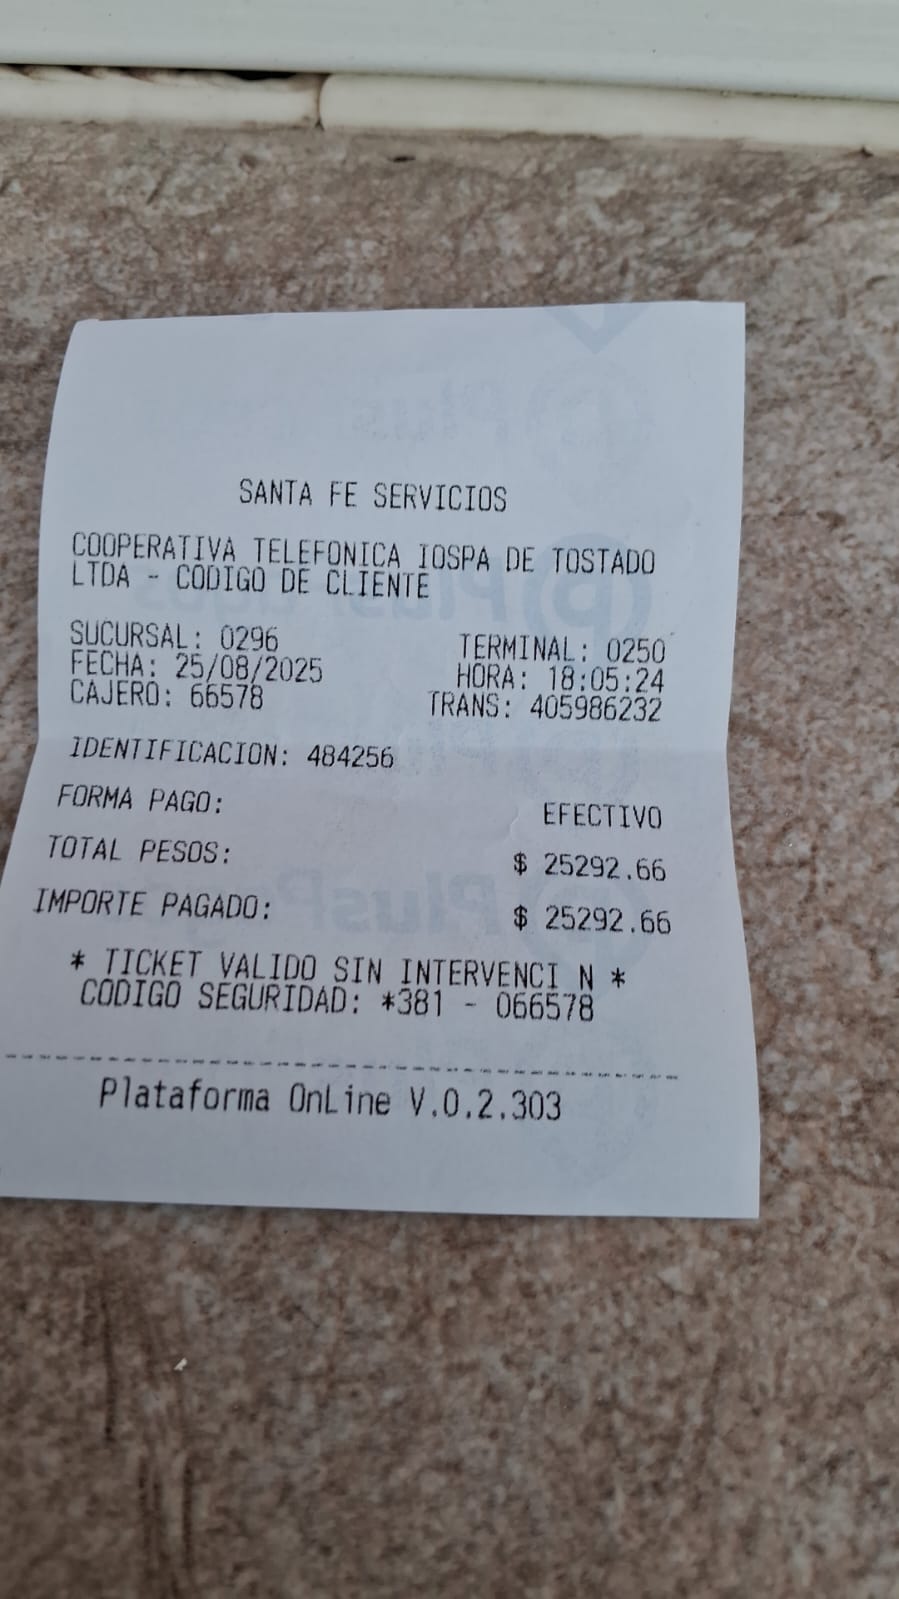 SANTA FE SERVICIOS
COOPERATIVA TELEFONICA IOSPA DE TOSTADO
LTDA - CODIGO DE CLIENTE
SUCURSAL: 0296 TERMINAL: 0250
FECHA: 25/08/2025 HORA: 18:05:24
CAJERO: 66578 TRANS: 405986232
IDENTIFICACION: 484256
FORMA PAGO: EFECTIVO
TOTAL PESOS: $ 25292.66
IMPORTE PAGADO: $ 25292.66
* TICKET VALIDO SIN INTERVENCI N *
CODIGO SEGURIDAD: *381 - 066578
Plataforma OnLine V.0.2.303